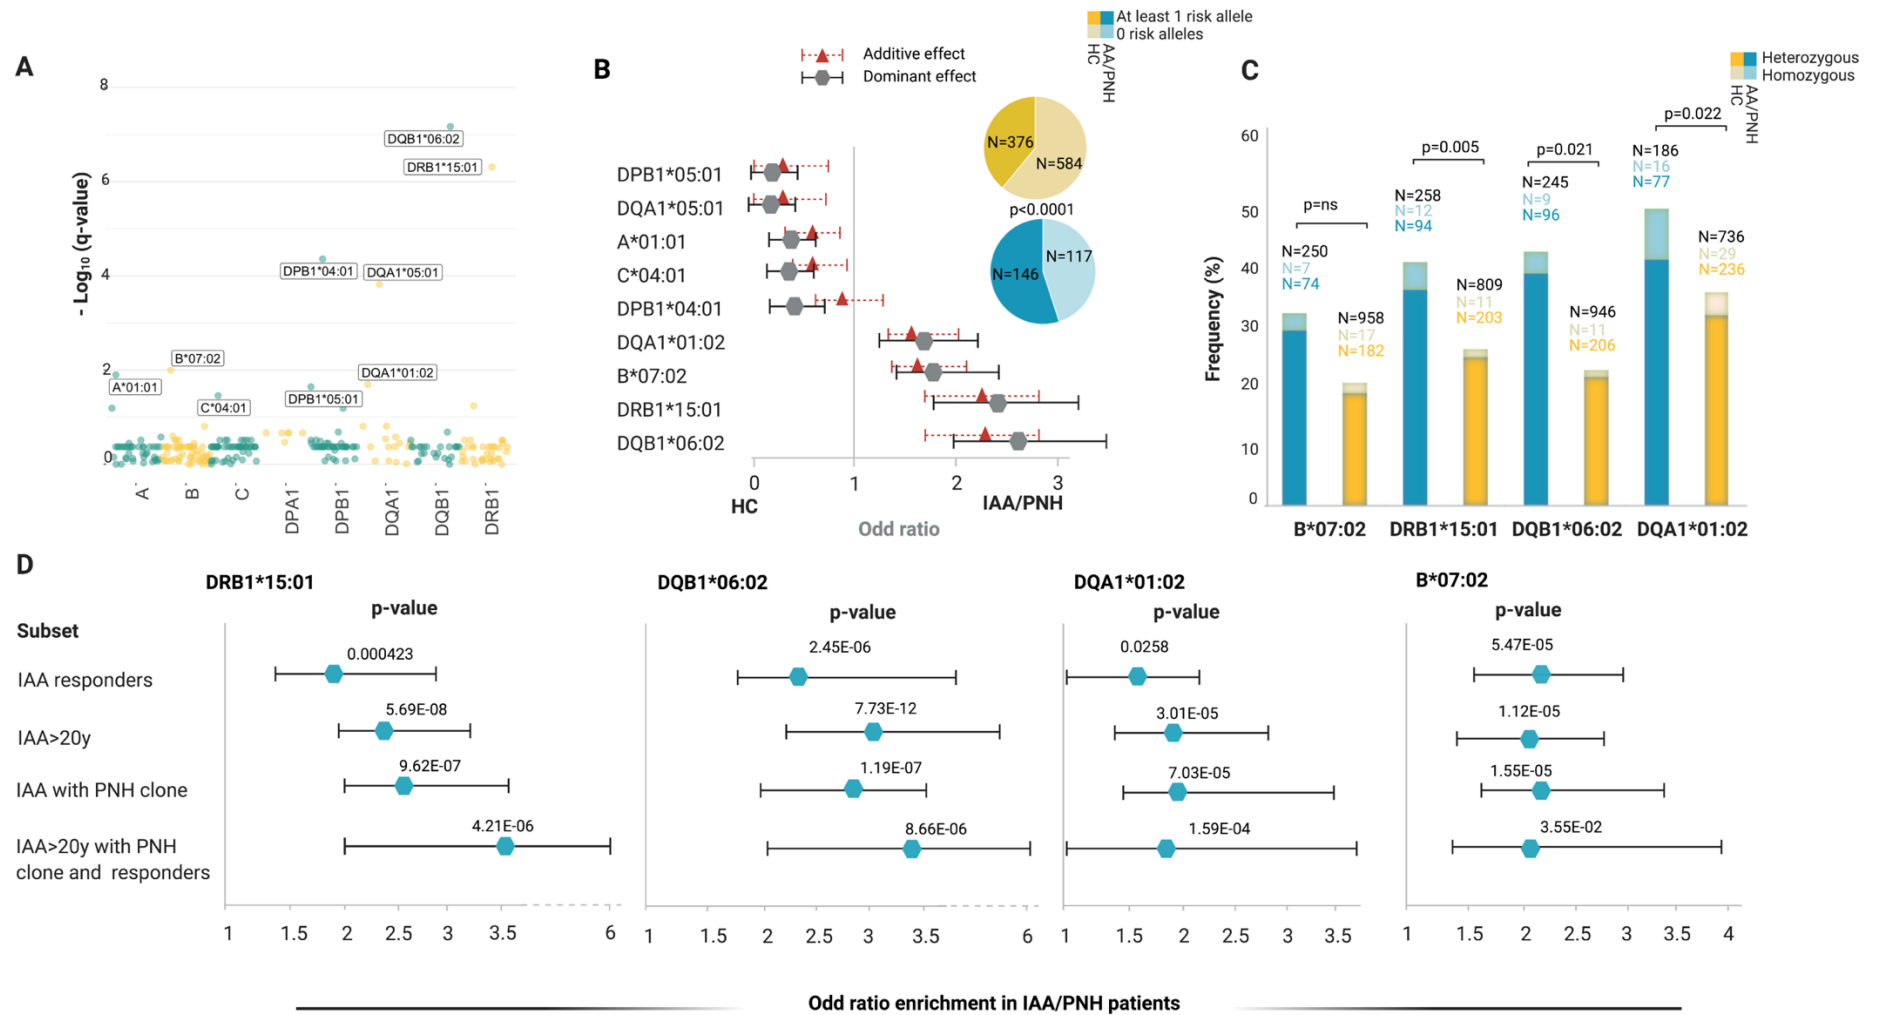 A
- Log10 (q-value)
8
6
4
2
0
DQB1*06:02
DRB1*15:01
DPB1*04:01
DQA1*05:01
B*07:02
A*01:01
DQA1*01:02
DPB1*05:01
C*04:01
A
B
C
DPA1
DPB1
DQA1
DQB1
DRB1
B
Additive effect
Dominant effect
At least 1 risk allele
0 risk alleles
HC
AA/PNH
DPB1*05:01
DQA1*05:01
A*01:01
C*04:01
DPB1*04:01
DQA1*01:02
B*07:02
DRB1*15:01
DQB1*06:02
N=376
N=584
p<0.0001
N=146
N=117
0
1
2
3
HC
IAA/PNH
Odd ratio
C
Heterozygous
Homozygous
HC
AA/PNH
Frequency (%)
60
50
40
30
20
10
0
p=ns
p=0.005
p=0.021
p=0.022
N=250
N=7
N=74
N=958
N=17
N=182
N=258
N=12
N=94
N=809
N=11
N=203
N=245
N=9
N=96
N=946
N=11
N=206
N=186
N=16
N=77
N=736
N=29
N=236
B*07:02
DRB1*15:01
DQB1*06:02
DQA1*01:02
D
Subset
IAA responders
IAA>20y
IAA with PNH clone
IAA>20y with PNH
clone and responders
DRB1*15:01
p-value
0.000423
5.69E-08
9.62E-07
4.21E-06
1 1.5 2 2.5 3 3.5 6
DQB1*06:02
p-value
2.45E-06
7.73E-12
1.19E-07
8.66E-06
1 1.5 2 2.5 3 3.5 6
DQA1*01:02
p-value
0.0258
3.01E-05
7.03E-05
1.59E-04
1 1.5 2 2.5 3 3.5
B*07:02
p-value
5.47E-05
1.12E-05
1.55E-05
3.55E-02
1 1.5 2 2.5 3 3.5 4
Odd ratio enrichment in IAA/PNH patients